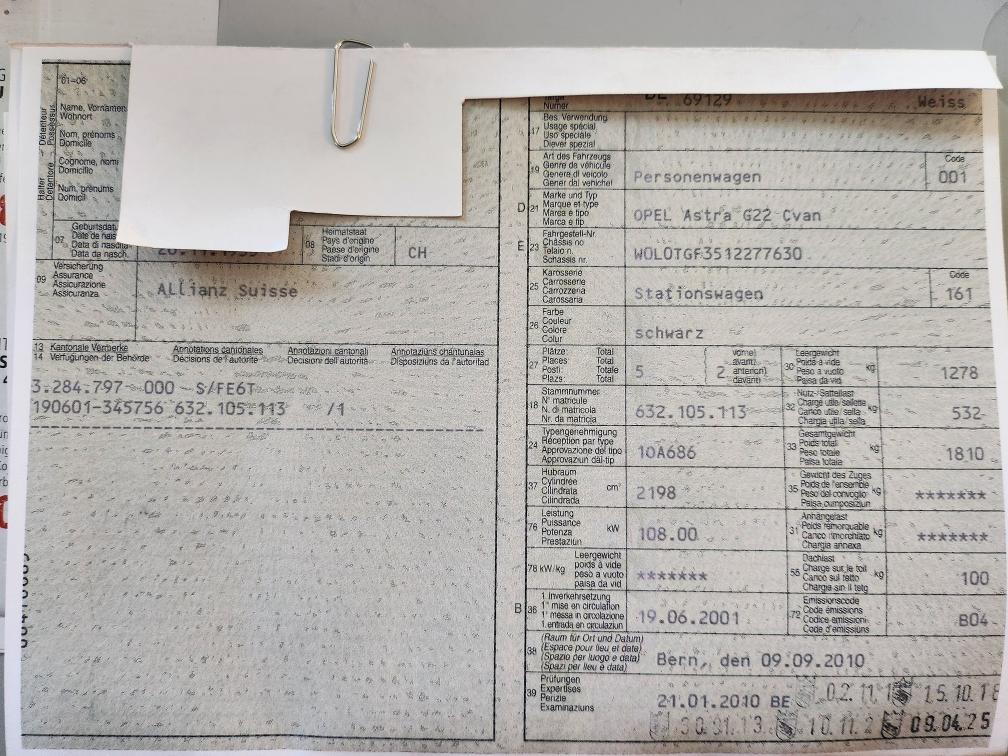 01-06
Halter
Détenteur
Detentore
Possessur
Name, Vornamen
Wohnort
Nom, prénoms
Domicile
Cognome, nomi
Domicilio
Num, prenums
Domicil
07
Geburtsdat
Date de naiss
Data di nascita
Data da nasch.
08
Heimatstaat
Pays d'origine
Paese d'origine
Stadi d'origin
CH
09
Versicherung
Assurance
Assicurazione
Assicuranza
ALlianz Suisse
13 Kantonale Vermerke Annotations cantonales Annotazioni cantonali Annotaziuns chantunalas
14 Verfügungen der Behörde Décisions de l'autorité Decisioni dell'autorità Disposiziuns da l'autoritad
3.284.797- 000 -S/FE6T
190601-345756 632.105.113 /1
Numer
69129
Weiss
17
Bes. Verwendung
Usage spécial
Uso speciale
Diever spezial
19
Art des Fahrzeugs
Genre de véhicule
Genere di veicolo
Gener dal vehichel
Personenwagen
Code
001
D 21
Marke und Typ
Marque et type
Marca e tipo
Marca e tip
OPEL Astra G22 Cvan
E 23
Fahrgestell-Nr.
Châssis no
Telaio n.
Schassis nr.
W0L0TGF3512277630
25
Karosserie
Carrosserie
Carrozzeria
Carossaria
Stationswagen
Code
161
26
Farbe
Couleur
Colore
Colur
schwarz
27
Plätze: Total
Places: Total
Posti: Totale
Plazs: Total
5
2
vorne)
avant)
anteriori)
davant)
30
Leergewicht
Poids à vide
Peso a vuoto
Paisa da vid
kg
1278
18
Stammnummer
N° matricule
N. di matricola
Nr. da matricla
632.105.113
32
Nutz-/Sattellast
Charge utile/sellette
Carico utile/sella
Chargia utila/sella
kg
532
24
Typengenehmigung
Réception par type
Approvazione del tipo
Approvaziun dal tip
1OA686
33
Gesamtgewicht
Poids total
Peso totale
Paisa totala
kg
1810
37
Hubraum
Cylindrée
Cilindrata
Cilindrada
cm³
2198
35
Gewicht des Zuges
Poids de l'ensemble
Peso del convoglio
Paisa cumposiziun
kg
*******
76
Leistung
Puissance
Potenza
Prestaziun
kW
108.00
31
Anhängelast
Poids remorquable
Carico rimorchiato
Chargia annexa
kg
*******
78 kW/kg
Leergewicht
poids à vide
peso a vuoto
paisa da vid
*******
55
Dachlast
Charge sur le toit
Carico sul tetto
Chargia sin il tetg
kg
100
B 36
1. Inverkehrsetzung
1re mise en circulation
1a messa in circolazione
1. entrada en circulaziun
19.06.2001
72
Emissionscode
Code émissions
Codice emissioni
Code d'emissiuns
B04
38
(Raum für Ort und Datum)
(Espace pour lieu et date)
(Spazio per luogo e data)
(Spazi per lieu e data)
Bern, den 09.09.2010
39
Prüfungen
Expertises
Perizie
Examinaziuns
21.01.2010 BE
15.10.1
09.04.25